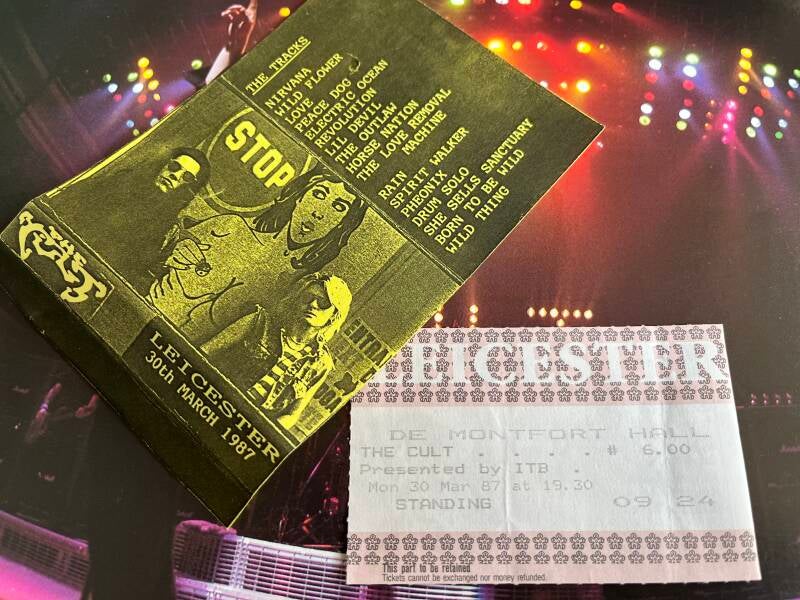 THE TRACKS
NIRVANA
WILD FLOWER
LOVE
PEACE DOG
ELECTRIC OCEAN
REVOLUTION
LIL DEVIL
THE OUTLAW
HORSE NATION
THE LOVE REMOVAL
MACHINE
RAIN
SPIRIT WALKER
PHEONIX
DRUM SOLO
SHE SELLS SANCTUARY
BORN TO BE WILD
WILD THING
STOP
THE CULT
LEICESTER
30th MARCH 1987
LEICESTER
DE MONTFORT HALL
THE CULT . . . . # 6.00
Presented by ITB .
Mon 30 Mar 87 at 19.30
STANDING 09 24
This part to be retained
Tickets cannot be exchanged nor money refunded.